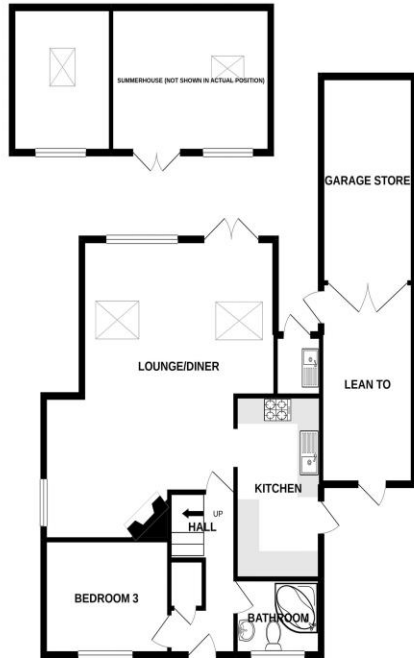 SUMMERHOUSE (NOT SHOWN IN ACTUAL POSITION)
GARAGE STORE
LOUNGE/DINER
LEAN TO
KITCHEN
UP
HALL
BEDROOM 3
BATHROOM